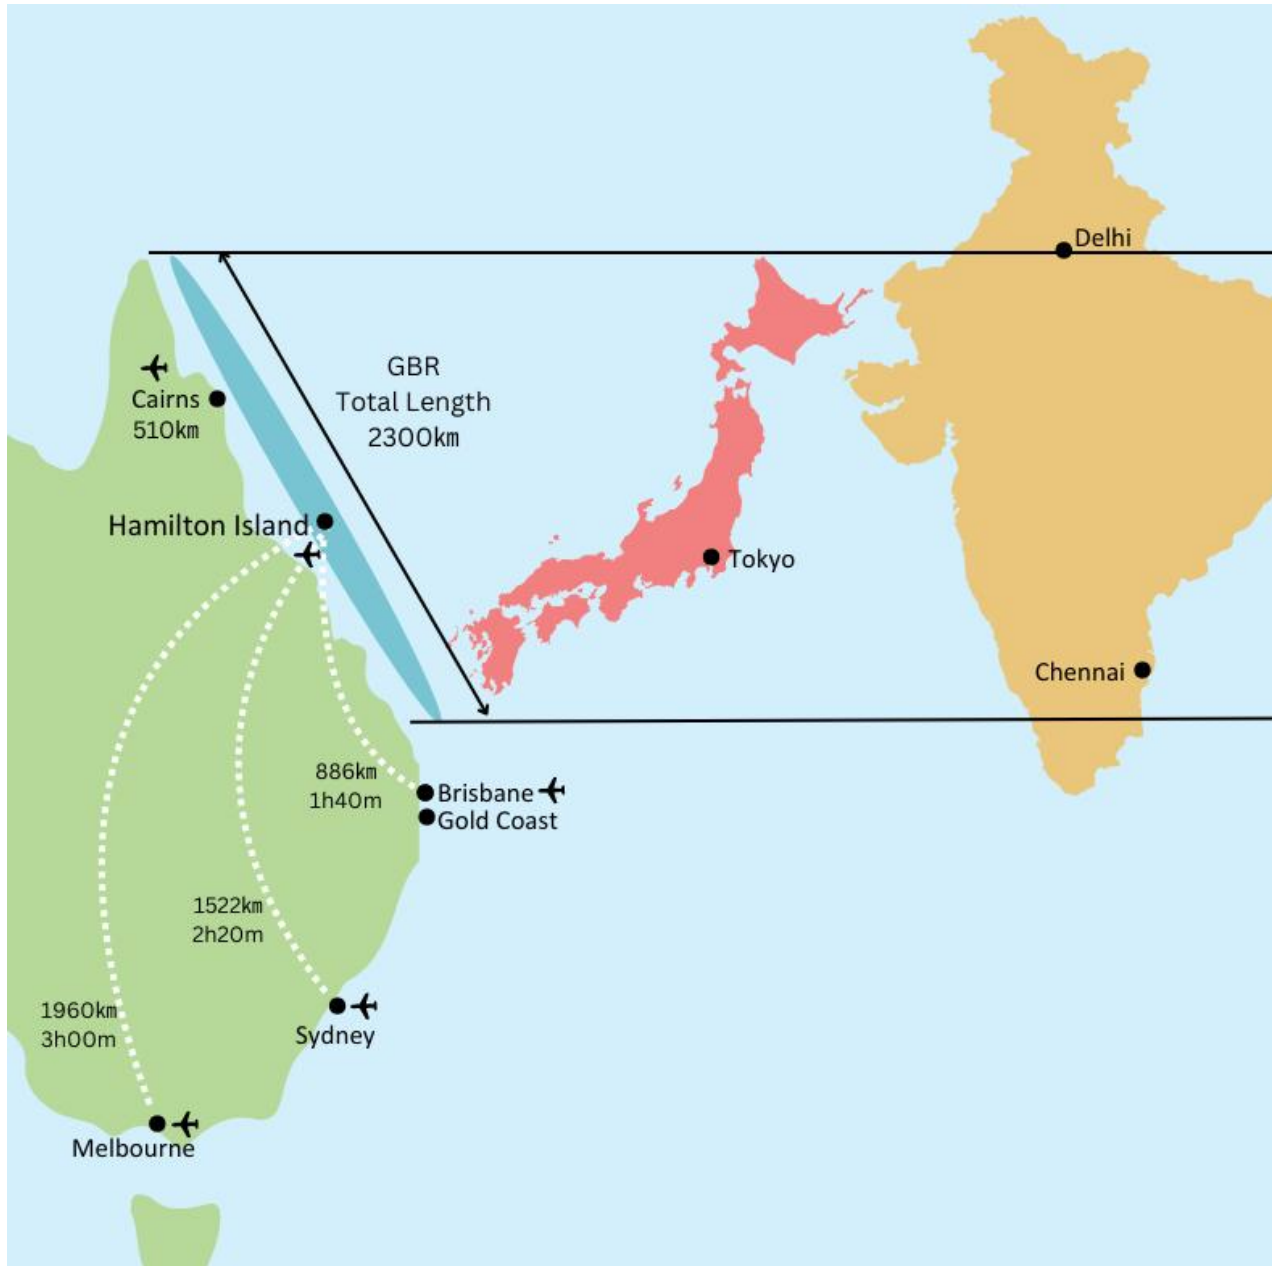 Delhi
GBR
Total Length
2300km
Cairns
510km
Hamilton Island
Tokyo
Chennai
886km
1h40m
Brisbane
Gold Coast
1522km
2h20m
1960km
3h00m
Sydney
Melbourne